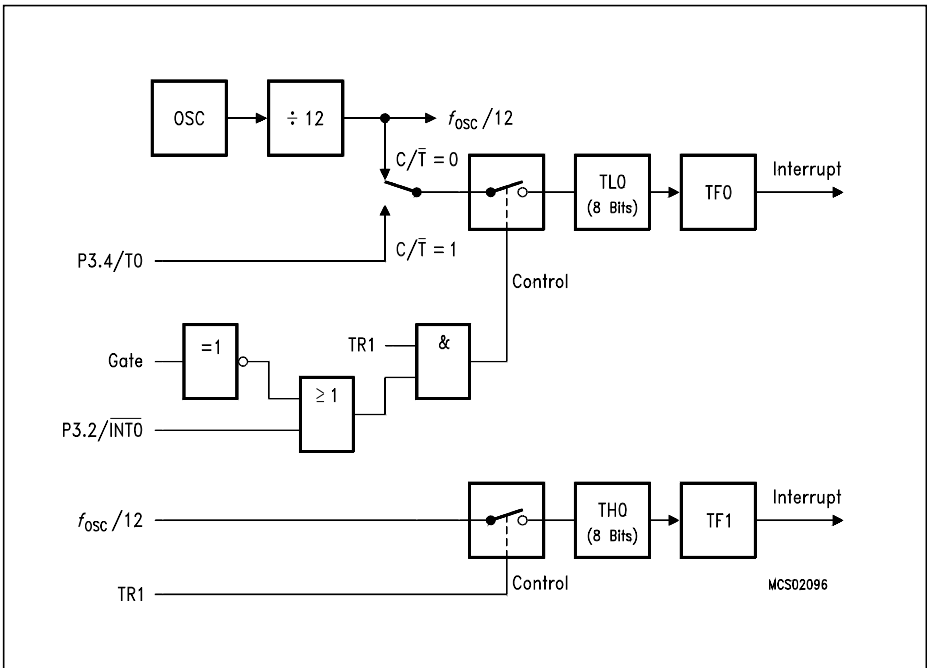 OSC
÷ 12
fOSC /12
C/T̅ = 0
C/T̅ = 1
P3.4/T0
TL0
(8 Bits)
TF0
Interrupt
Control
Gate
=1
≥ 1
TR1
&
P3.2/I̅N̅T̅0̅
fOSC /12
TH0
(8 Bits)
TF1
Interrupt
Control
TR1
MCS02096